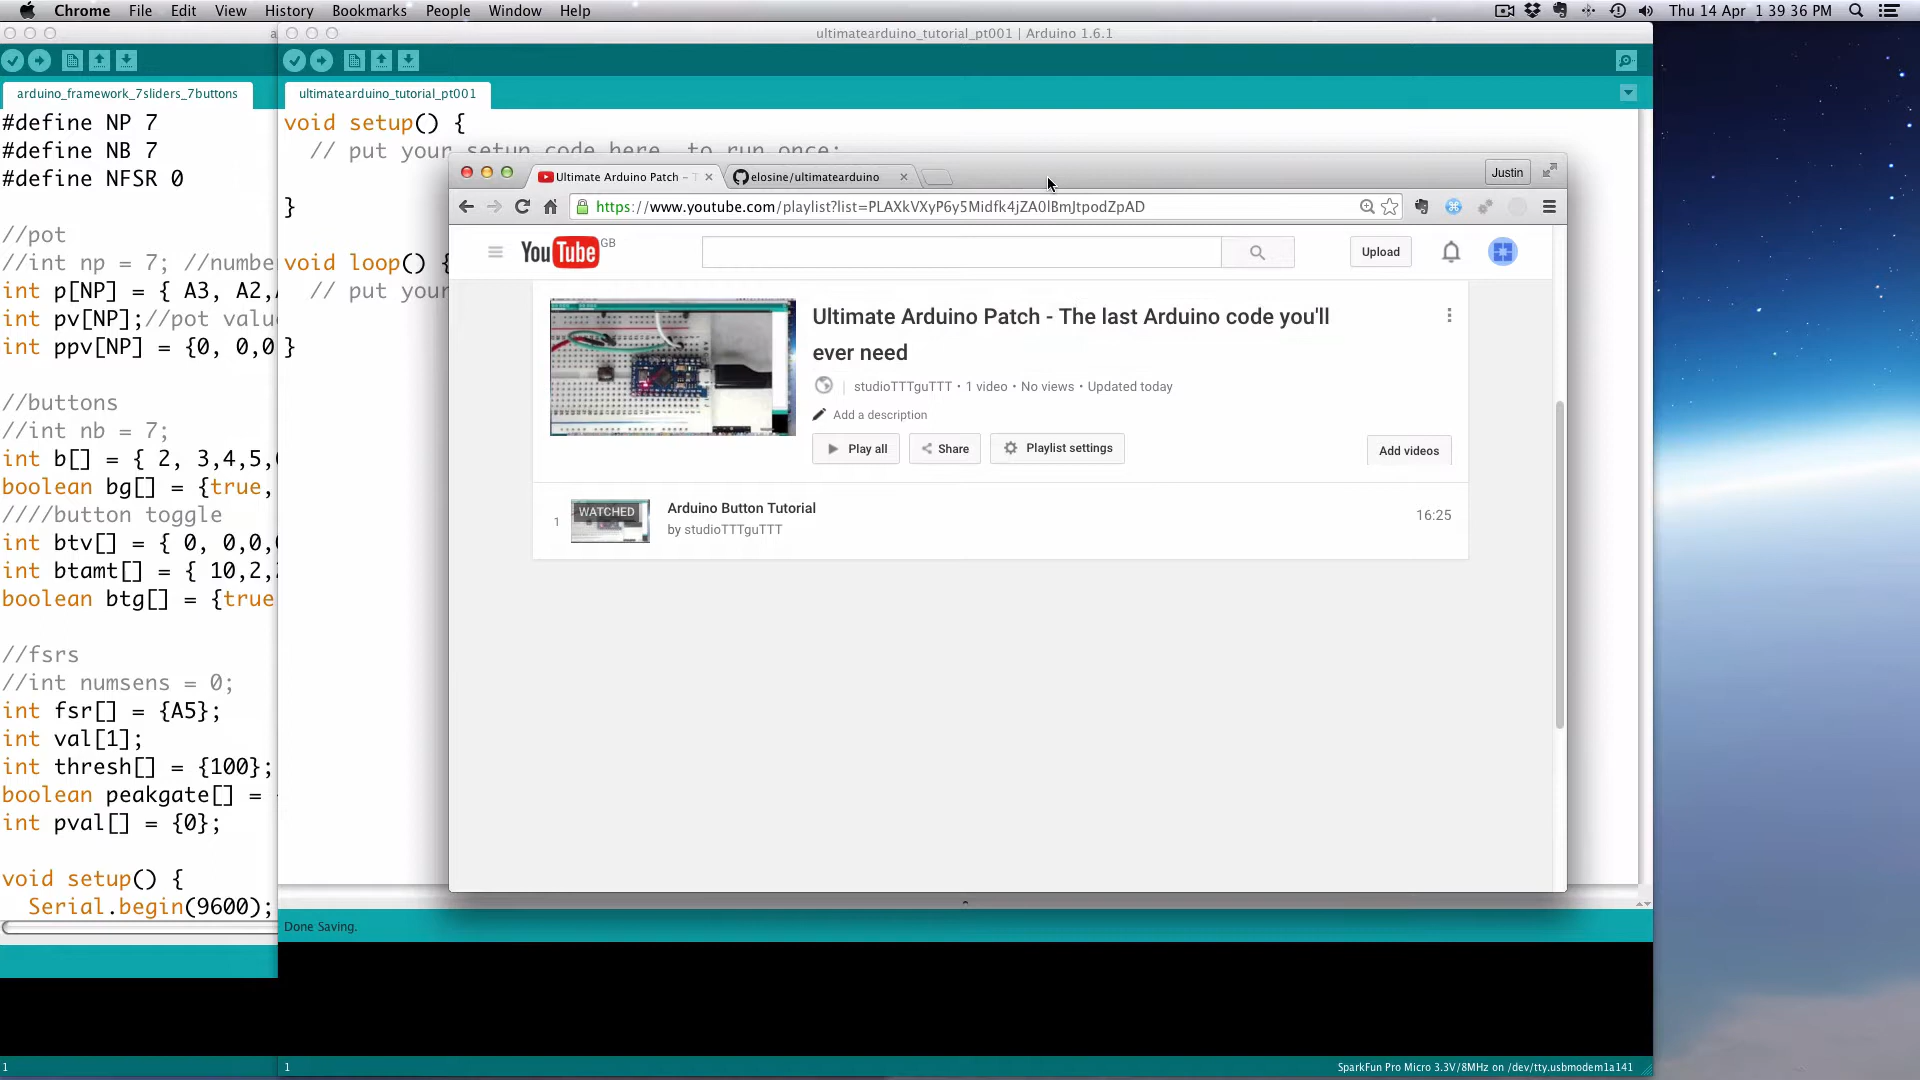 Chrome File Edit View History Bookmarks People Window Help Thu 14 Apr 1 39 36 PM
ultimatearduino_tutorial_pt001 | Arduino 1.6.1
arduino_framework_7sliders_7buttons
ultimatearduino_tutorial_pt001
#define NP 7
#define NB 7
#define NFSR 0
//pot
//int np = 7; //numbe
int p[NP] = { A3, A2,
int pv[NP];//pot valu
int ppv[NP] = {0, 0,0
//buttons
//int nb = 7;
int b[] = { 2, 3,4,5,
boolean bg[] = {true,
////button toggle
int btv[] = { 0, 0,0,
int btamt[] = { 10,2,
boolean btg[] = {true
//fsrs
//int numsens = 0;
int fsr[] = {A5};
int val[1];
int thresh[] = {100};
boolean peakgate[] =
int pval[] = {0};
void setup() {
Serial.begin(9600);
1
void setup() {
// put your setup code here, to run once:
}
void loop() {
// put your
}
Ultimate Arduino Patch - T
elosine/ultimatearduino
Justin
https://www.youtube.com/playlist?list=PLAXkVXyP6y5Midfk4jZA0lBmJtpodZpAD
YouTube GB
Upload
Ultimate Arduino Patch - The last Arduino code you'll
ever need
studioTTTguTTT • 1 video • No views • Updated today
Add a description
Play all Share Playlist settings Add videos
1 WATCHED Arduino Button Tutorial 16:25
by studioTTTguTTT
Done Saving.
1
SparkFun Pro Micro 3.3V/8MHz on /dev/tty.usbmodem1a141